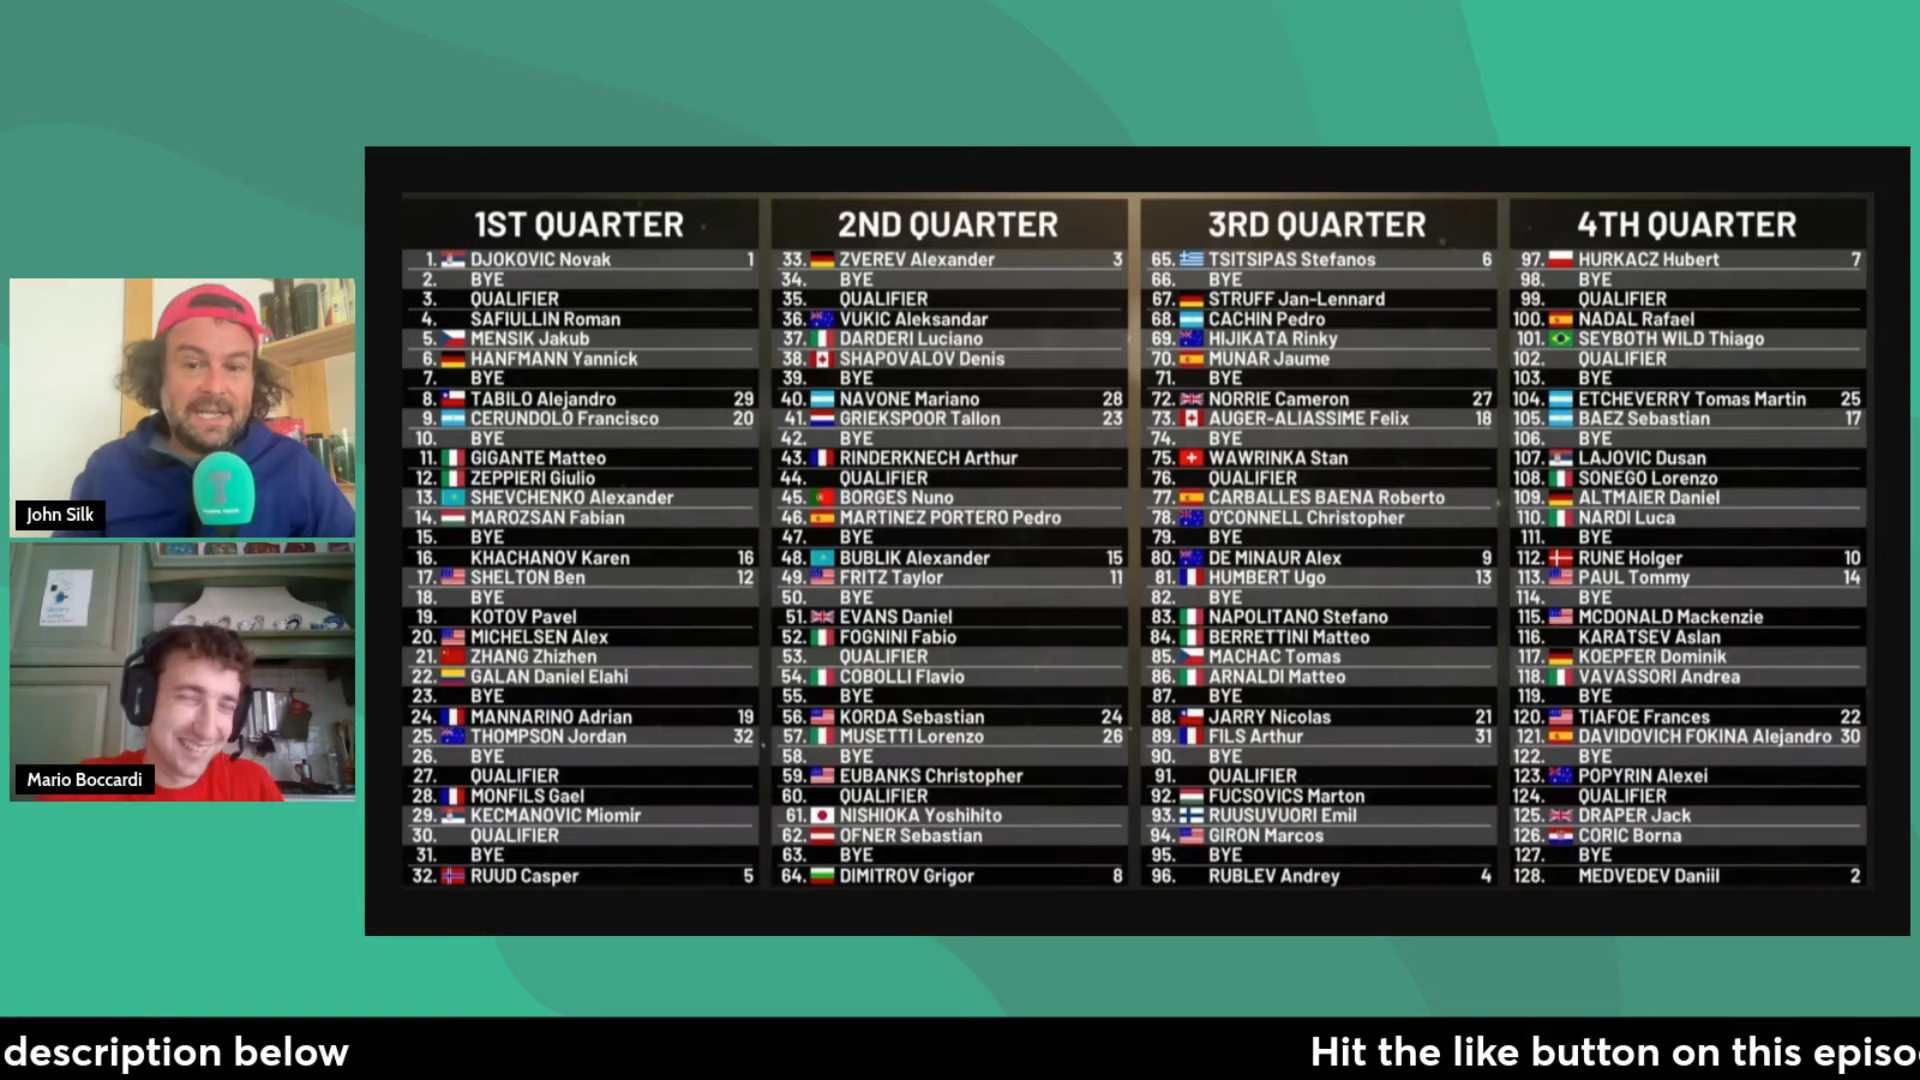 1ST QUARTER
1. DJOKOVIC Novak 1
2. BYE
3. QUALIFIER
4. SAFIULLIN Roman
5. MENSIK Jakub
6. HANFMANN Yannick
7. BYE
8. TABILO Alejandro 29
9. CERUNDOLO Francisco 20
10. BYE
11. GIGANTE Matteo
12. ZEPPIERI Giulio
13. SHEVCHENKO Alexander
14. MAROZSAN Fabian
15. BYE
16. KHACHANOV Karen 16
17. SHELTON Ben 12
18. BYE
19. KOTOV Pavel
20. MICHELSEN Alex
21. ZHANG Zhizhen
22. GALAN Daniel Elahi
23. BYE
24. MANNARINO Adrian 19
25. THOMPSON Jordan 32
26. BYE
27. QUALIFIER
28. MONFILS Gael
29. KECMANOVIC Miomir
30. QUALIFIER
31. BYE
32. RUUD Casper 5
2ND QUARTER
33. ZVEREV Alexander 3
34. BYE
35. QUALIFIER
36. VUKIC Aleksandar
37. DARDERI Luciano
38. SHAPOVALOV Denis
39. BYE
40. NAVONE Mariano 28
41. GRIEKSPOOR Tallon 23
42. BYE
43. RINDERKNECH Arthur
44. QUALIFIER
45. BORGES Nuno
46. MARTINEZ PORTERO Pedro
47. BYE
48. BUBLIK Alexander 15
49. FRITZ Taylor 11
50. BYE
51. EVANS Daniel
52. FOGNINI Fabio
53. QUALIFIER
54. COBOLLI Flavio
55. BYE
56. KORDA Sebastian 24
57. MUSETTI Lorenzo 26
58. BYE
59. EUBANKS Christopher
60. QUALIFIER
61. NISHIOKA Yoshihito
62. OFNER Sebastian
63. BYE
64. DIMITROV Grigor 8
3RD QUARTER
65. TSITSIPAS Stefanos 6
66. BYE
67. STRUFF Jan-Lennard
68. CACHIN Pedro
69. HIJIKATA Rinky
70. MUNAR Jaume
71. BYE
72. NORRIE Cameron 27
73. AUGER-ALIASSIME Felix 18
74. BYE
75. WAWRINKA Stan
76. QUALIFIER
77. CARBALLES BAENA Roberto
78. O'CONNELL Christopher
79. BYE
80. DE MINAUR Alex 9
81. HUMBERT Ugo 13
82. BYE
83. NAPOLITANO Stefano
84. BERRETTINI Matteo
85. MACHAC Tomas
86. ARNALDI Matteo
87. BYE
88. JARRY Nicolas 21
89. FILS Arthur 31
90. BYE
91. QUALIFIER
92. FUCSOVICS Marton
93. RUUSUVUORI Emil
94. GIRON Marcos
95. BYE
96. RUBLEV Andrey 4
4TH QUARTER
97. HURKACZ Hubert 7
98. BYE
99. QUALIFIER
100. NADAL Rafael
101. SEYBOTH WILD Thiago
102. QUALIFIER
103. BYE
104. ETCHEVERRY Tomas Martin 25
105. BAEZ Sebastian 17
106. BYE
107. LAJOVIC Dusan
108. SONEGO Lorenzo
109. ALTMAIER Daniel
110. NARDI Luca
111. BYE
112. RUNE Holger 10
113. PAUL Tommy 14
114. BYE
115. MCDONALD Mackenzie
116. KARATSEV Aslan
117. KOEPFER Dominik
118. VAVASSORI Andrea
119. BYE
120. TIAFOE Frances 22
121. DAVIDOVICH FOKINA Alejandro 30
122. BYE
123. POPYRIN Alexei
124. QUALIFIER
125. DRAPER Jack
126. CORIC Borna
127. BYE
128. MEDVEDEV Daniil 2
John Silk
Mario Boccardi
description below
Hit the like button on this episo